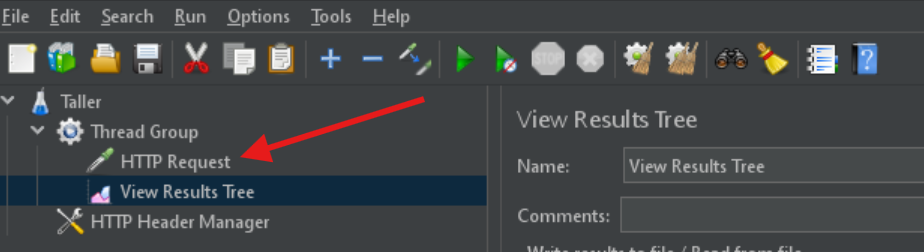 File Edit Search Run Options Tools Help
Taller
Thread Group
HTTP Request
View Results Tree
HTTP Header Manager
View Results Tree
Name: View Results Tree
Comments:
Write results to file / Read from file